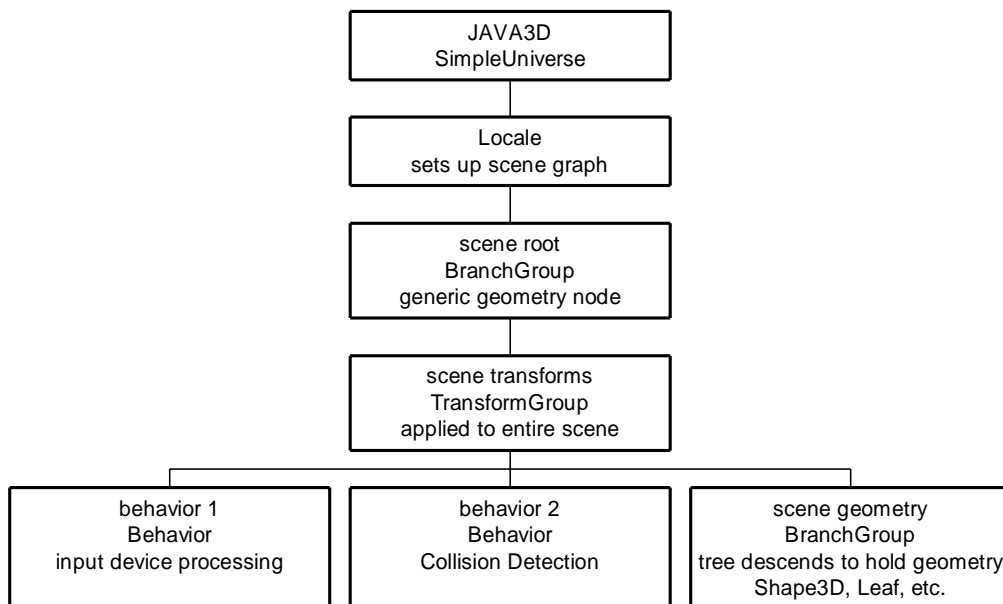 JAVA3D
SimpleUniverse
Locale
sets up scene graph
scene root
BranchGroup
generic geometry node
scene transforms
TransformGroup
applied to entire scene
behavior 1
Behavior
input device processing
behavior 2
Behavior
Collision Detection
scene geometry
BranchGroup
tree descends to hold geometry
Shape3D, Leaf, etc.